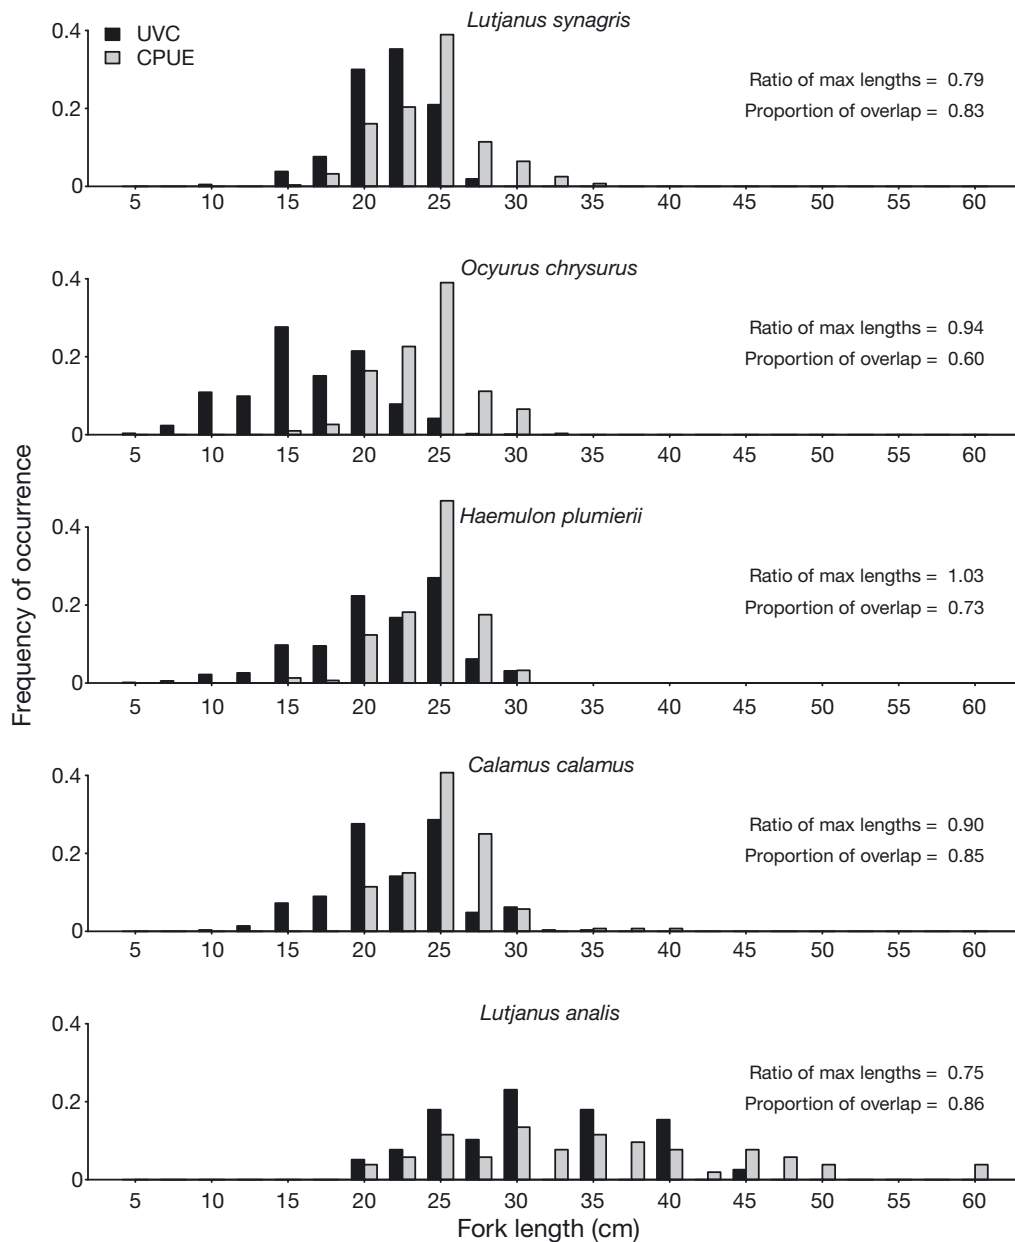 Lutjanus synagris
0.4
UVC
CPUE
Ratio of max lengths = 0.79
0.2
Proportion of overlap = 0.83
0
5 10 15 20 25 30 35 40 45 50 55 60
Ocyurus chrysurus
0.4
Ratio of max lengths = 0.94
0.2
Proportion of overlap = 0.60
0
5 10 15 20 25 30 35 40 45 50 55 60
Frequency of occurrence
Haemulon plumierii
0.4
Ratio of max lengths = 1.03
0.2
Proportion of overlap = 0.73
0
5 10 15 20 25 30 35 40 45 50 55 60
Calamus calamus
0.4
Ratio of max lengths = 0.90
0.2
Proportion of overlap = 0.85
0
5 10 15 20 25 30 35 40 45 50 55 60
Lutjanus analis
0.4
Ratio of max lengths = 0.75
0.2
Proportion of overlap = 0.86
0
5 10 15 20 25 30 35 40 45 50 55 60
Fork length (cm)